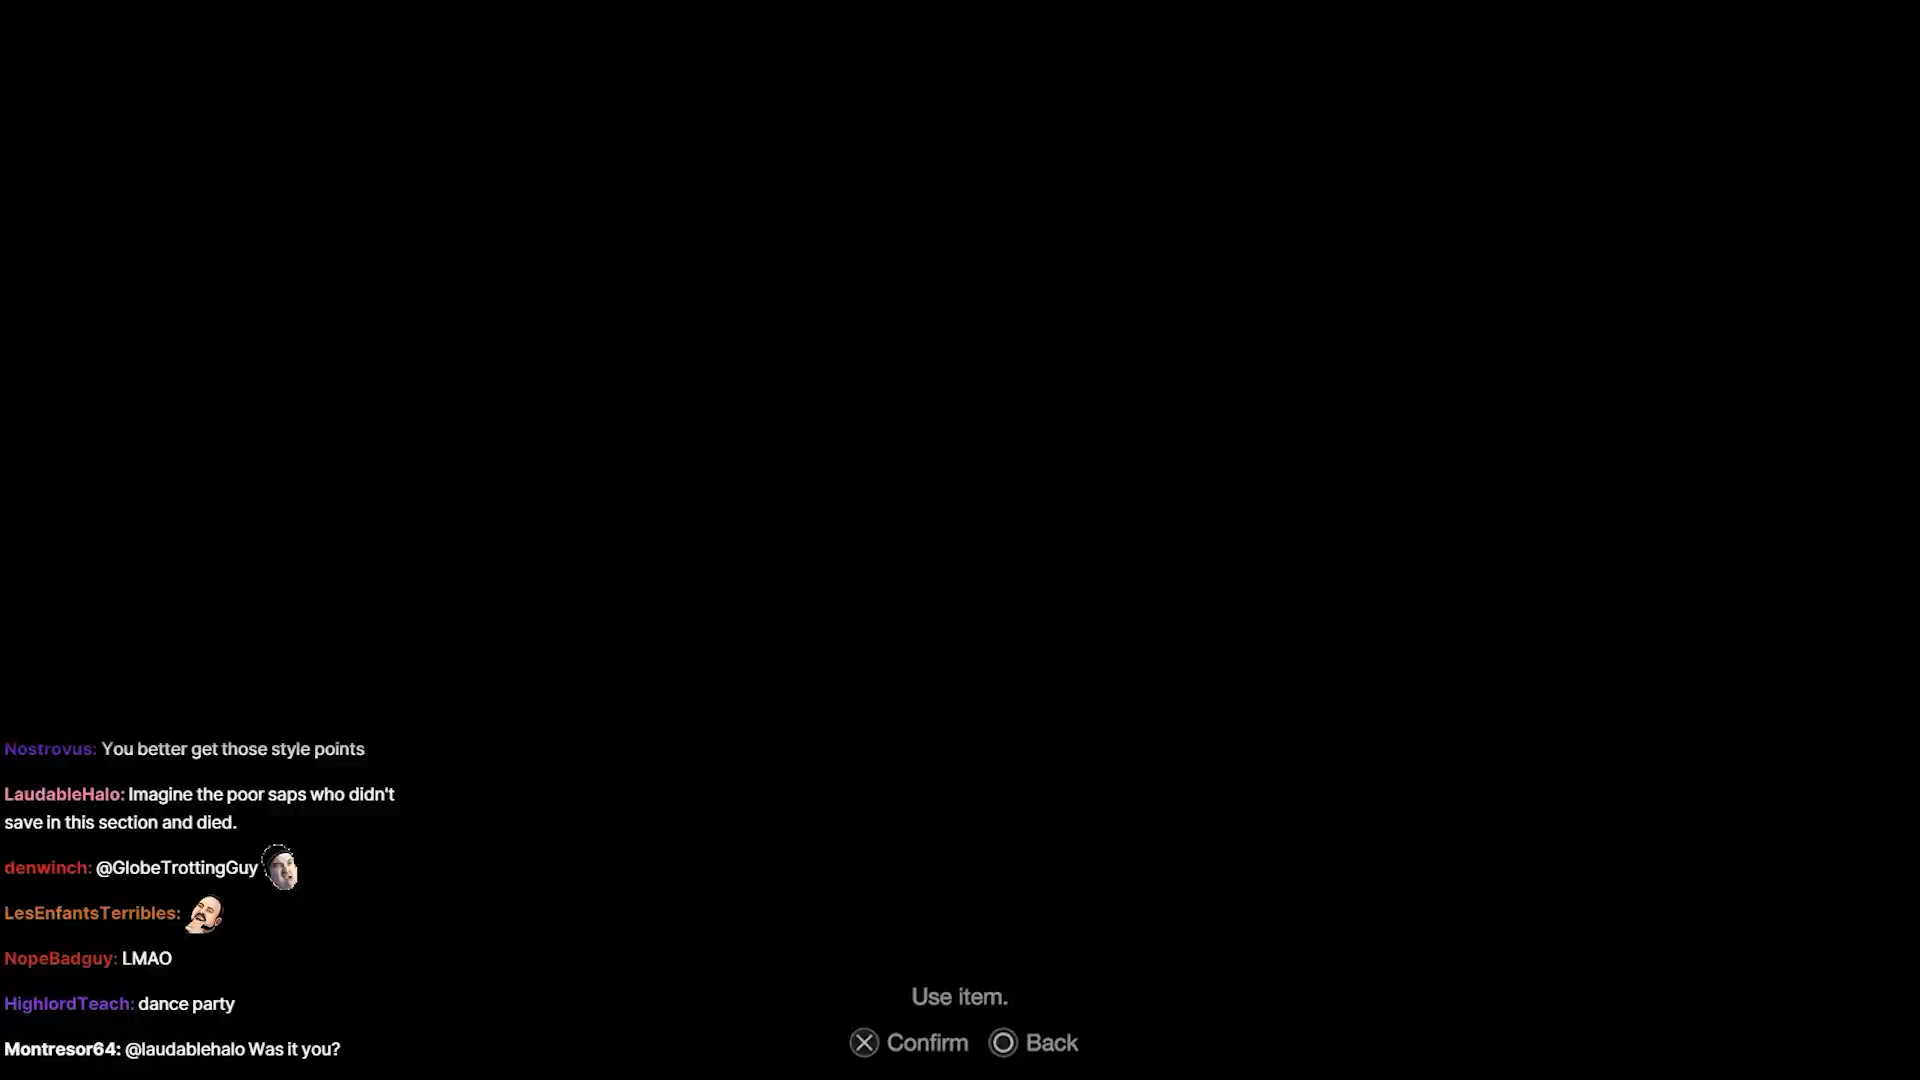 Nostrovus: You better get those style points
LaudableHalo: Imagine the poor saps who didn't
save in this section and died.
denwinch: @GlobeTrottingGuy
LesEnfantsTerribles:
NopeBadguy: LMAO
HighlordTeach: dance party
Montresor64: @laudablehalo Was it you?
Use item.
Confirm Back